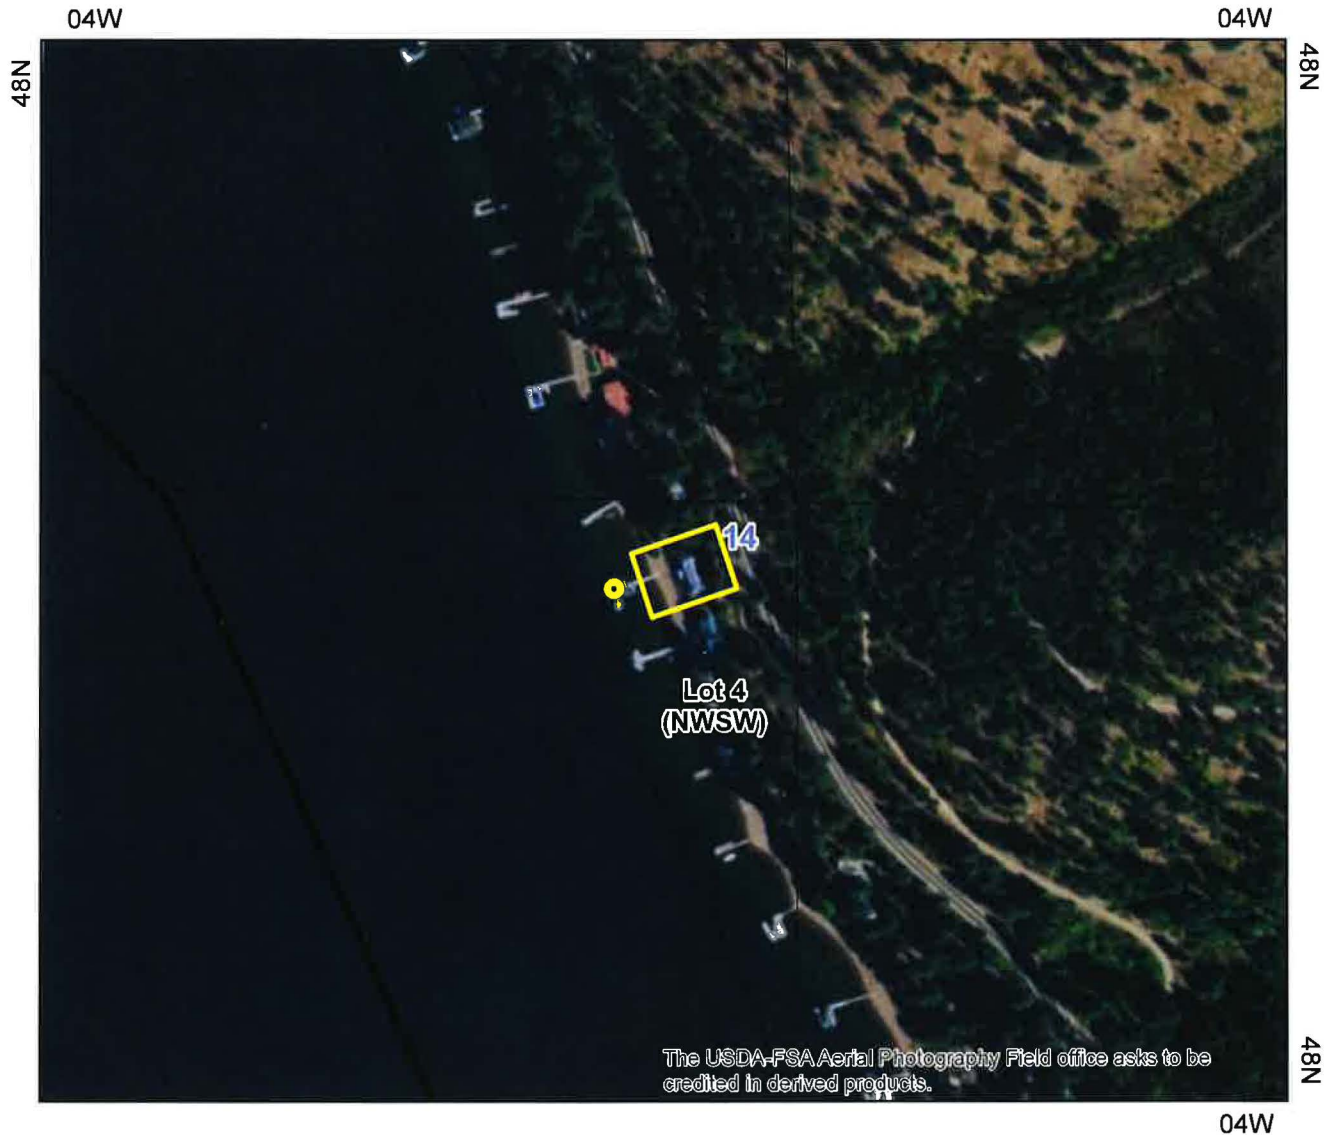 04W
04W
48N
48N
14
Lot 4
(NWSW)
The USDA-FSA Aerial Photography Field office asks to be
credited in derived products.
48N
04W